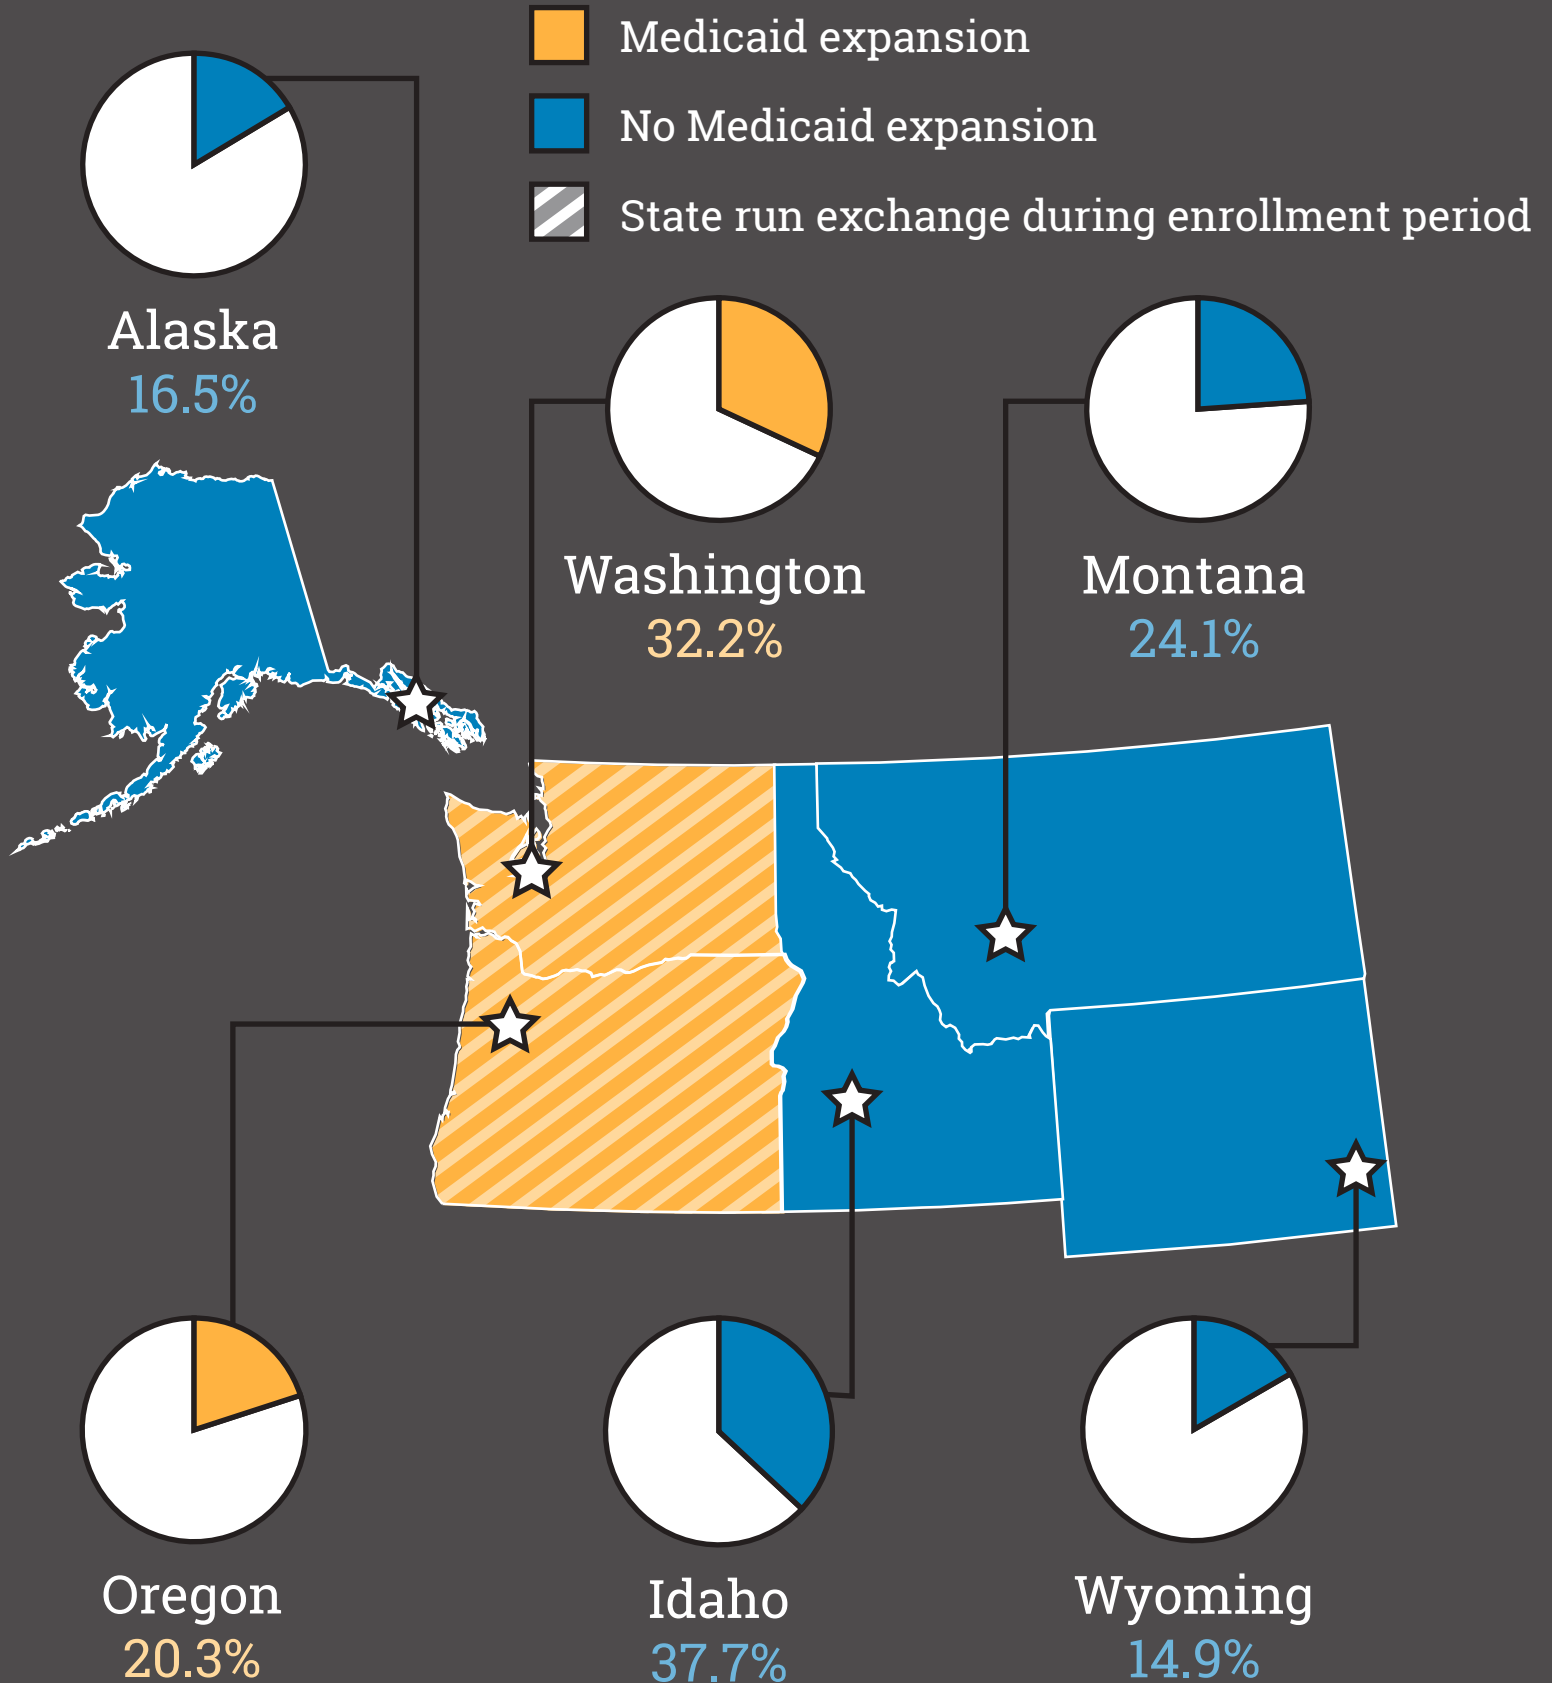 Medicaid expansion
No Medicaid expansion
State run exchange during enrollment period
Alaska
16.5%
Washington
32.2%
Montana
24.1%
Oregon
20.3%
Idaho
37.7%
Wyoming
14.9%